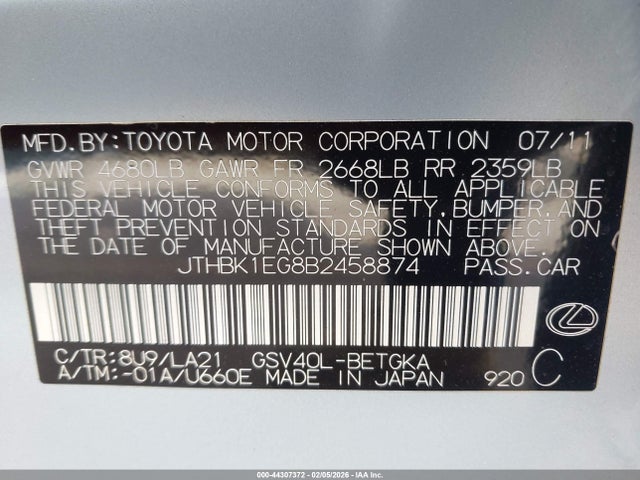 MFD.BY:TOYOTA MOTOR CORPORATION 07/11
GVWR 4680LB GAWR FR 2668LB RR 2359LB
THIS VEHICLE CONFORMS TO ALL APPLICABLE
FEDERAL MOTOR VEHICLE SAFETY,BUMPER,AND
THEFT PREVENTION STANDARDS IN EFFECT ON
THE DATE OF MANUFACTURE SHOWN ABOVE.
JTHBK1EG8B2458874 PASS.CAR
C/TR:8U9/LA21 GSV40L-BETGKA
A/TM:-01A/U660E MADE IN JAPAN 920 C
000-44307372 - 02/05/2026 - IAA Inc.